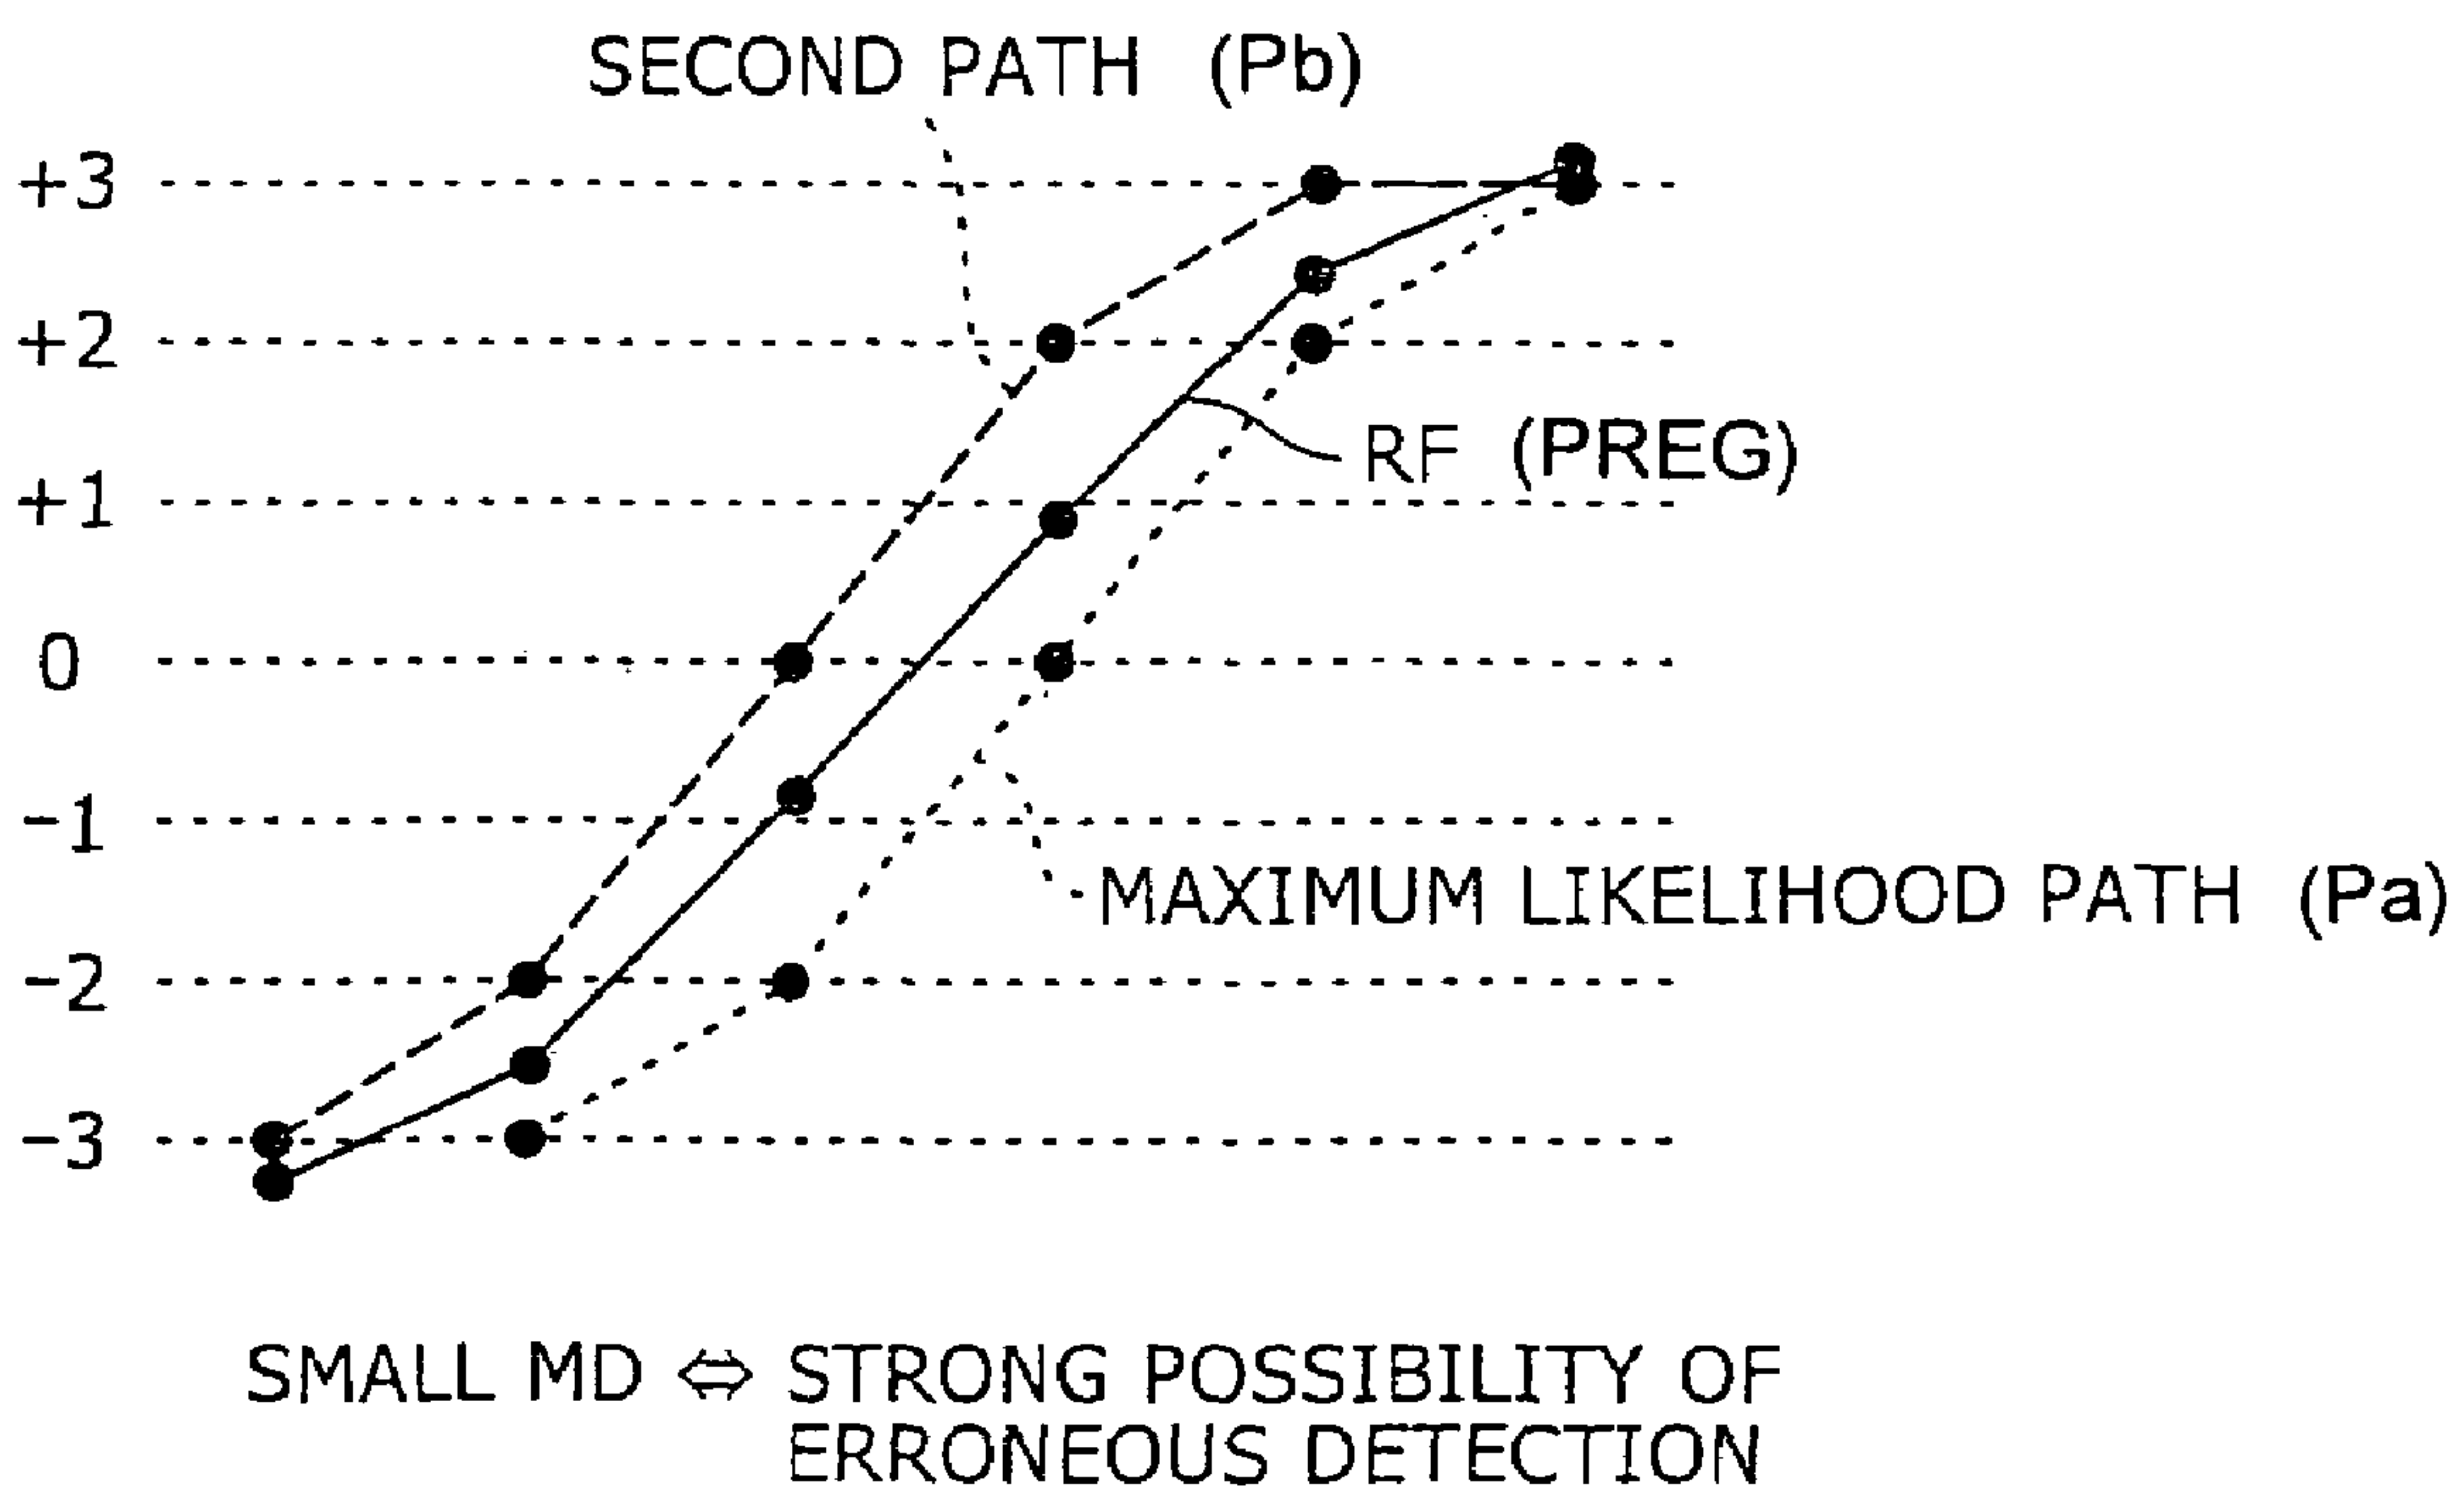 SECOND PATH (Pb)
+3
+2
RF (PREG)
+1
0
-1
MAXIMUM LIKELIHOOD PATH (Pa)
-2
-3
SMALL MD ⇔ STRONG POSSIBILITY OF
ERRONEOUS DETECTION